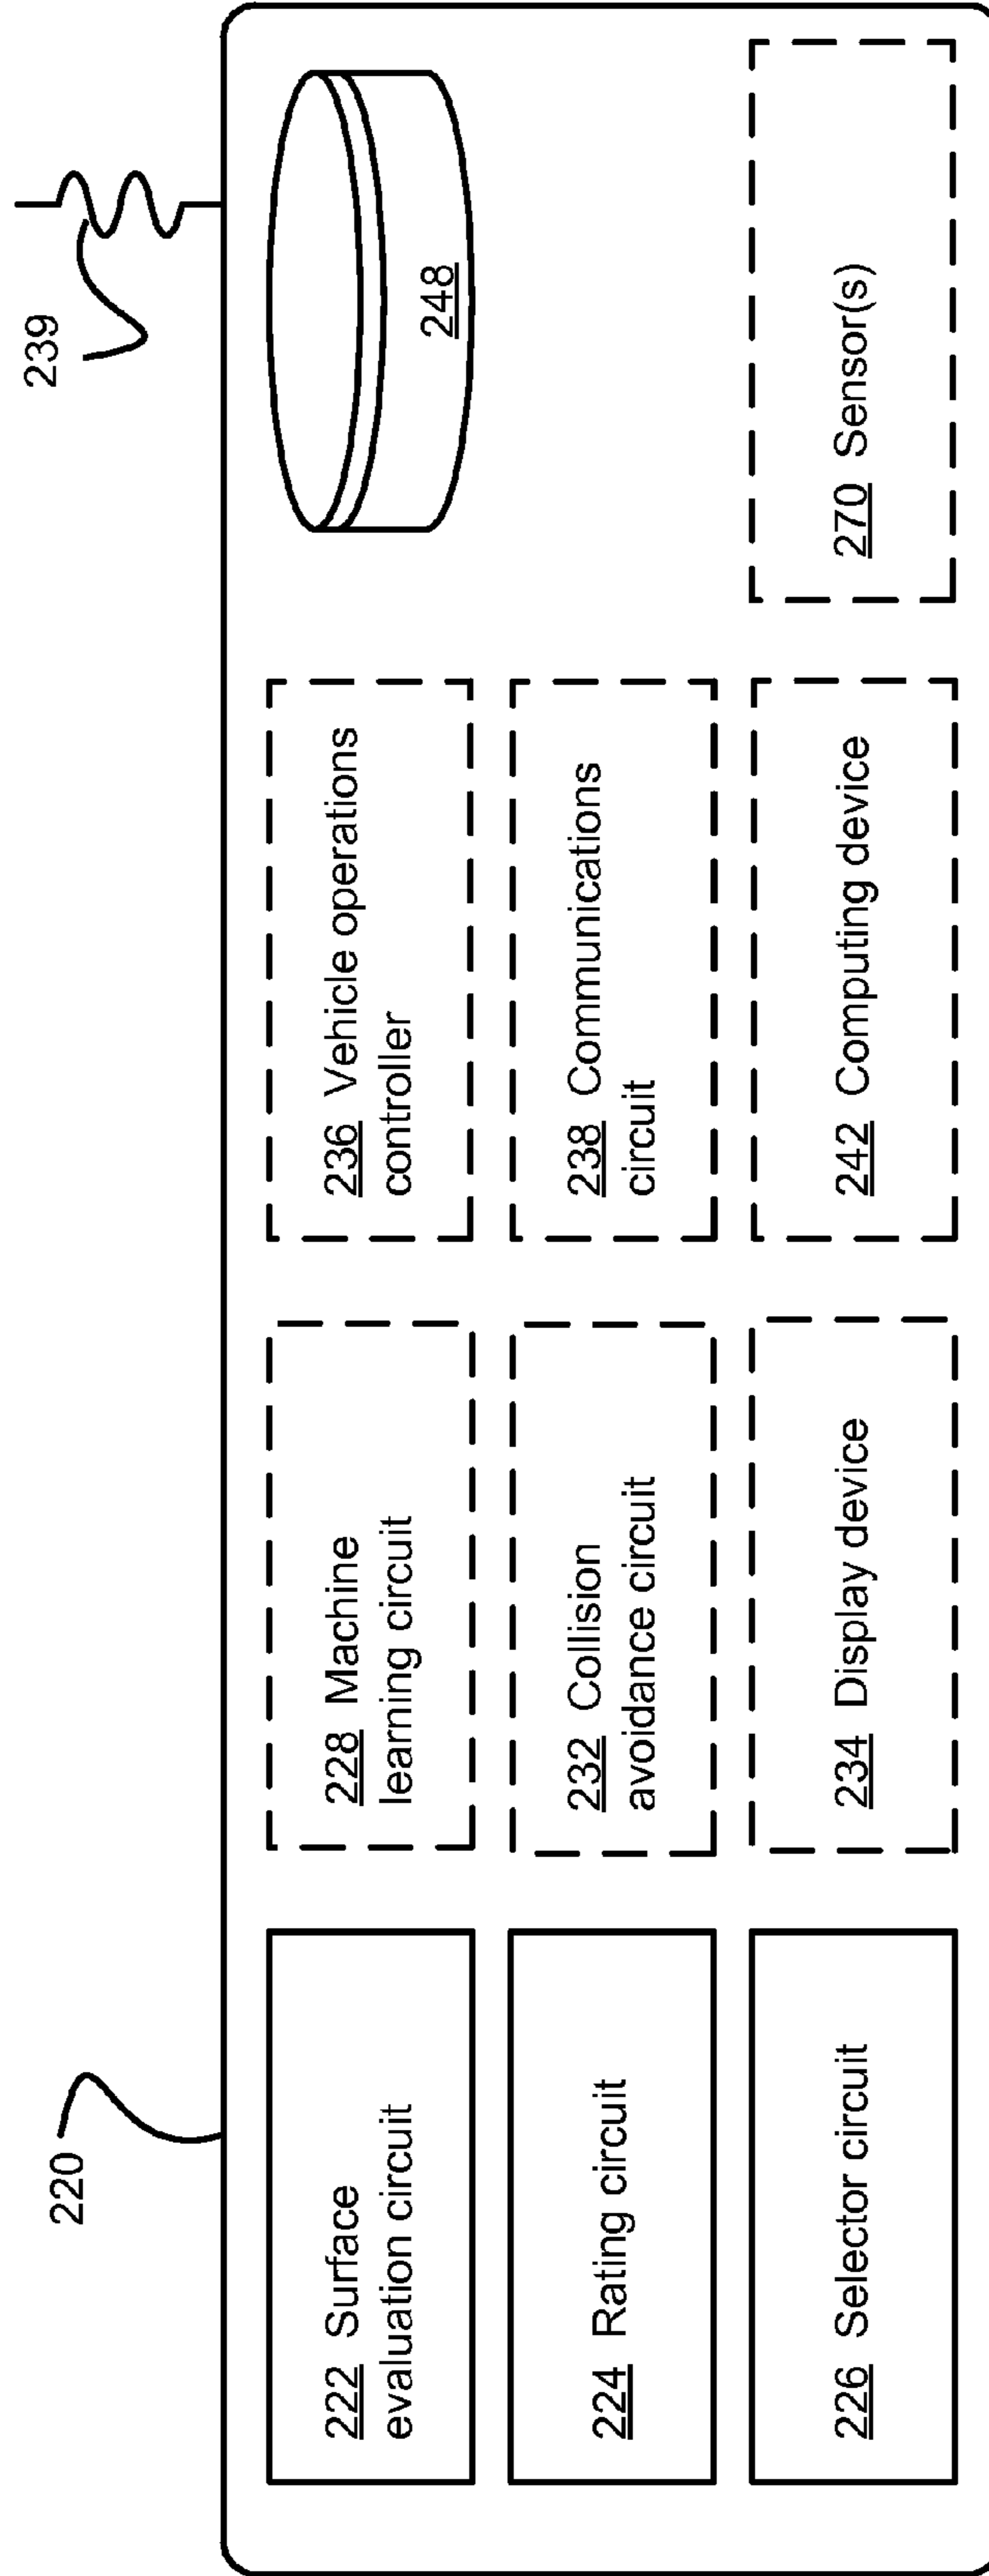 220
239
222 Surface
evaluation circuit
224 Rating circuit
226 Selector circuit
228 Machine
learning circuit
232 Collision
avoidance circuit
234 Display device
236 Vehicle operations
controller
238 Communications
circuit
242 Computing device
248
270 Sensor(s)